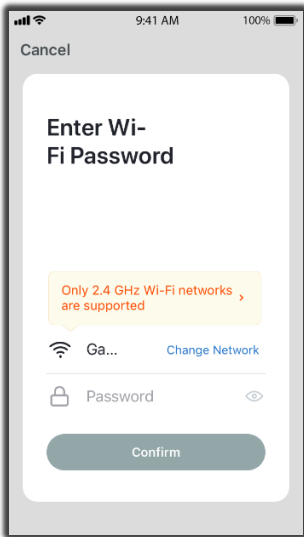 9:41 AM 100%
Cancel
Enter Wi-
Fi Password
Only 2.4 GHz Wi-Fi networks
are supported
Ga... Change Network
Password
Confirm